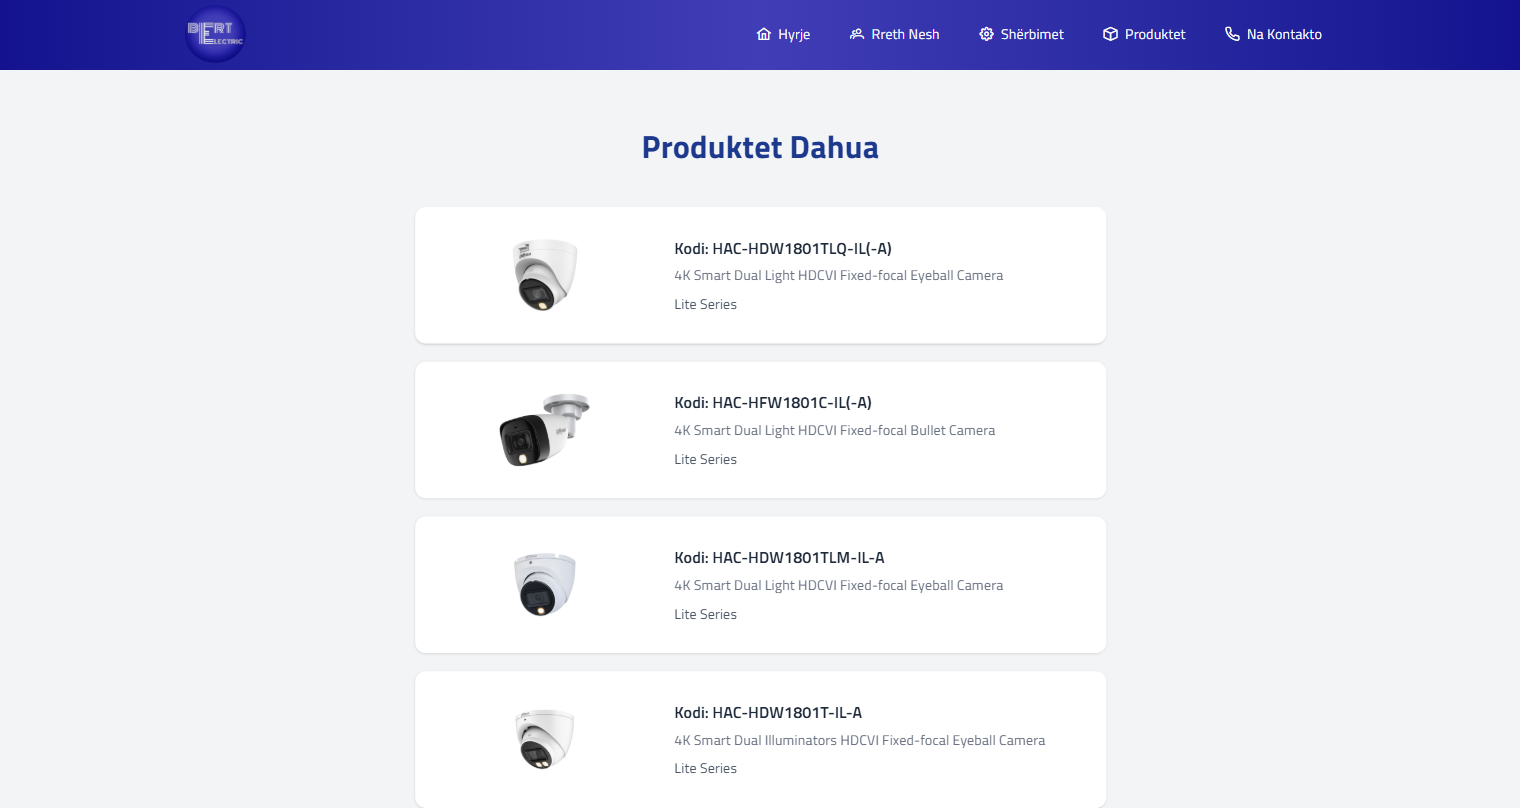 BERT
ELECTRIC
Hyrje
Rreth Nesh
Shërbimet
Produktet
Na Kontakto
Produktet Dahua
Kodi: HAC-HDW1801TLQ-IL(-A)
4K Smart Dual Light HDCVI Fixed-focal Eyeball Camera
Lite Series
Kodi: HAC-HFW1801C-IL(-A)
4K Smart Dual Light HDCVI Fixed-focal Bullet Camera
Lite Series
Kodi: HAC-HDW1801TLM-IL-A
4K Smart Dual Light HDCVI Fixed-focal Eyeball Camera
Lite Series
Kodi: HAC-HDW1801T-IL-A
4K Smart Dual Illuminators HDCVI Fixed-focal Eyeball Camera
Lite Series